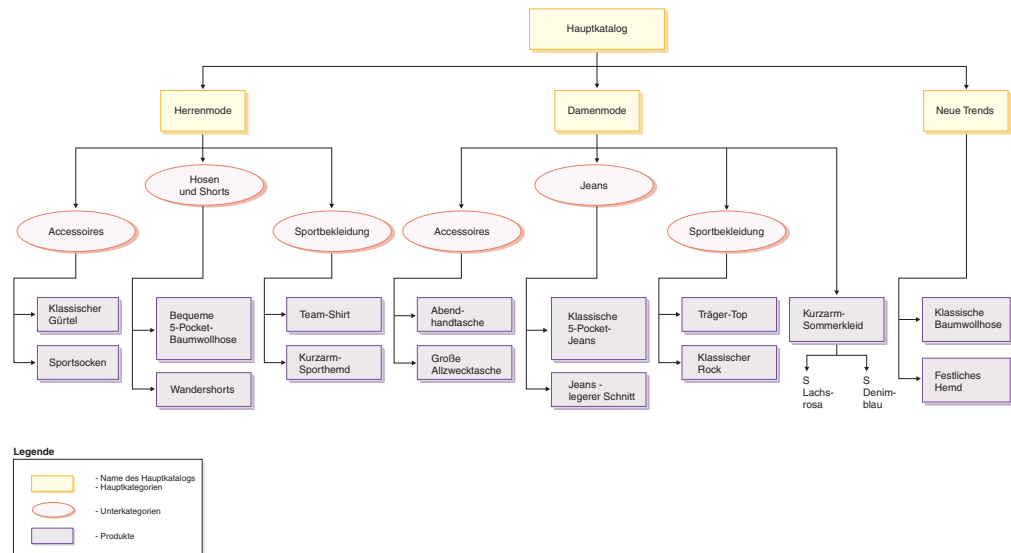 Hauptkatalog
Herrenmode
Damenmode
Neue Trends
Hosen
und Shorts
Jeans
Accessoires
Sportbekleidung
Accessoires
Sportbekleidung
Klassischer
Gürtel
Sportsocken
Bequeme
5-Pocket-
Baumwollhose
Wandershorts
Team-Shirt
Kurzarm-
Sporthemd
Abend-
handtasche
Große
Allzwecktasche
Klassische
5-Pocket-
Jeans
Jeans -
legerer Schnitt
Träger-Top
Klassischer
Rock
Kurzarm-
Sommerkleid
S
Lachs-
rosa
S
Denim-
blau
Klassische
Baumwollhose
Festliches
Hemd
Legende
- Name des Hauptkatalogs
- Hauptkategorien
- Unterkategorien
- Produkte